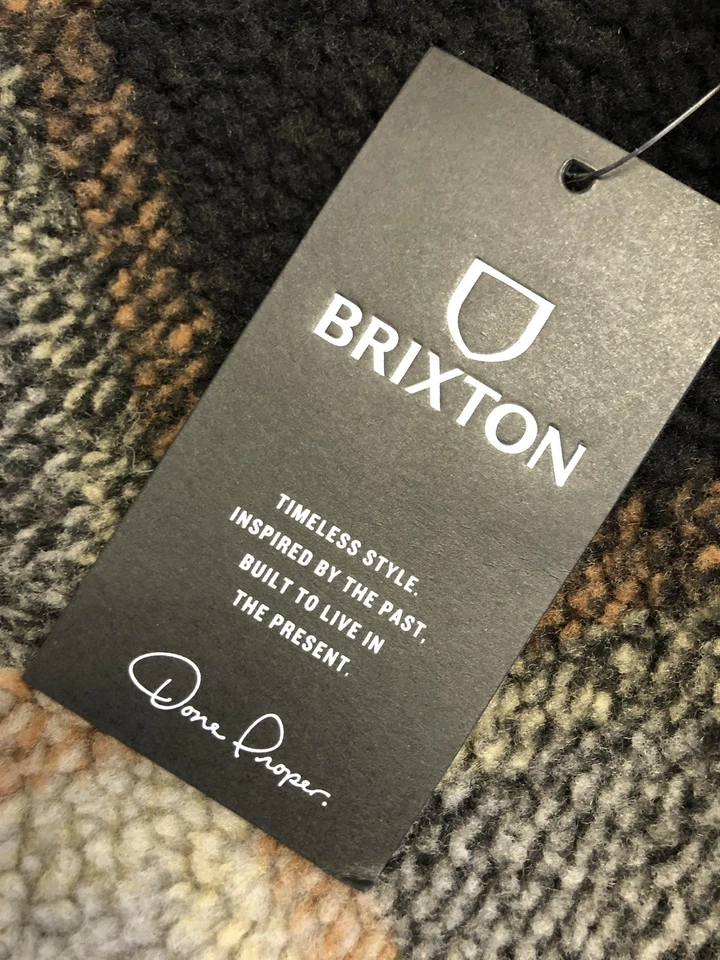 BRIXTON
TIMELESS STYLE.
INSPIRED BY THE PAST,
BUILT TO LIVE IN
THE PRESENT.
Done Proper.